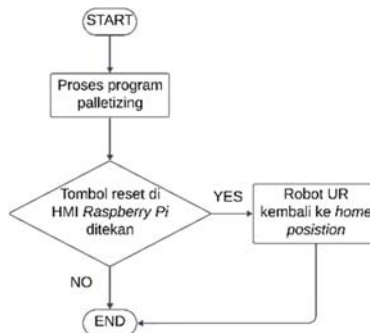 START
Proses program
palletizing
Tombol reset di
HMI Raspberry Pi
ditekan
YES
Robot UR
kembali ke home
posistion
NO
END